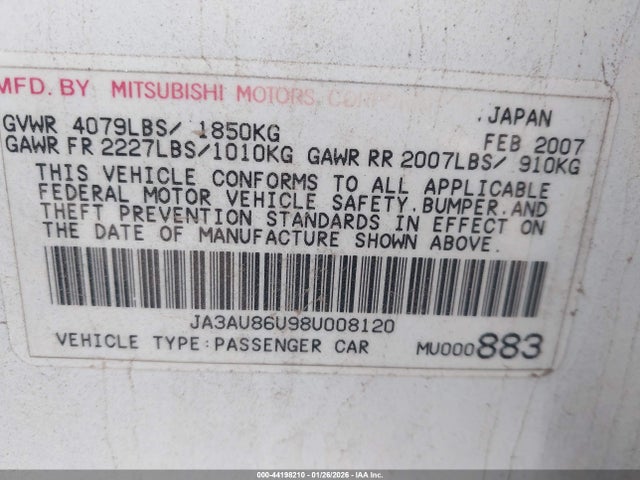 MFD. BY MITSUBISHI MOTORS CORPORATION
JAPAN
GVWR 4079LBS/ 1850KG FEB 2007
GAWR FR 2227LBS/1010KG GAWR RR 2007LBS/ 910KG
THIS VEHICLE CONFORMS TO ALL APPLICABLE
FEDERAL MOTOR VEHICLE SAFETY,BUMPER,AND
THEFT PREVENTION STANDARDS IN EFFECT ON
THE DATE OF MANUFACTURE SHOWN ABOVE.
JA3AU86U98U008120
VEHICLE TYPE:PASSENGER CAR MU000883
000-44198210 | 01/26/2026 - IAA Inc.